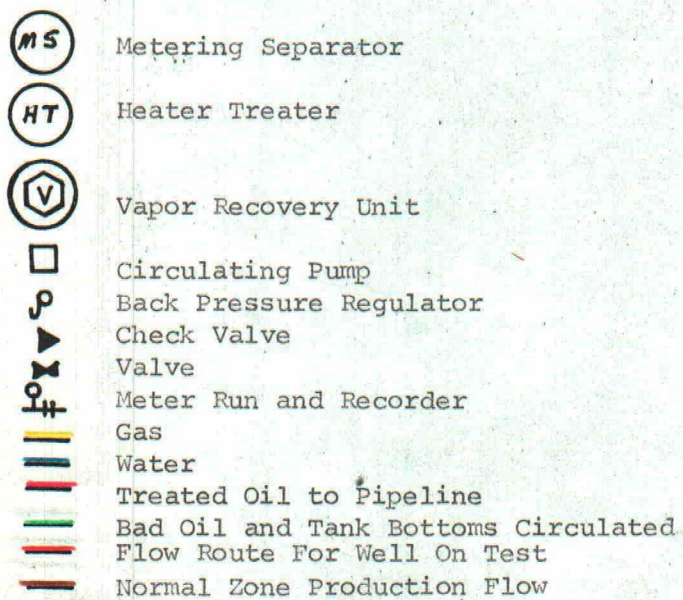 MS Metering Separator
HT Heater Treater
V Vapor Recovery Unit
Circulating Pump
Back Pressure Regulator
Check Valve
Valve
Meter Run and Recorder
Gas
Water
Treated Oil to Pipeline
Bad Oil and Tank Bottoms Circulated
Flow Route For Well On Test
Normal Zone Production Flow